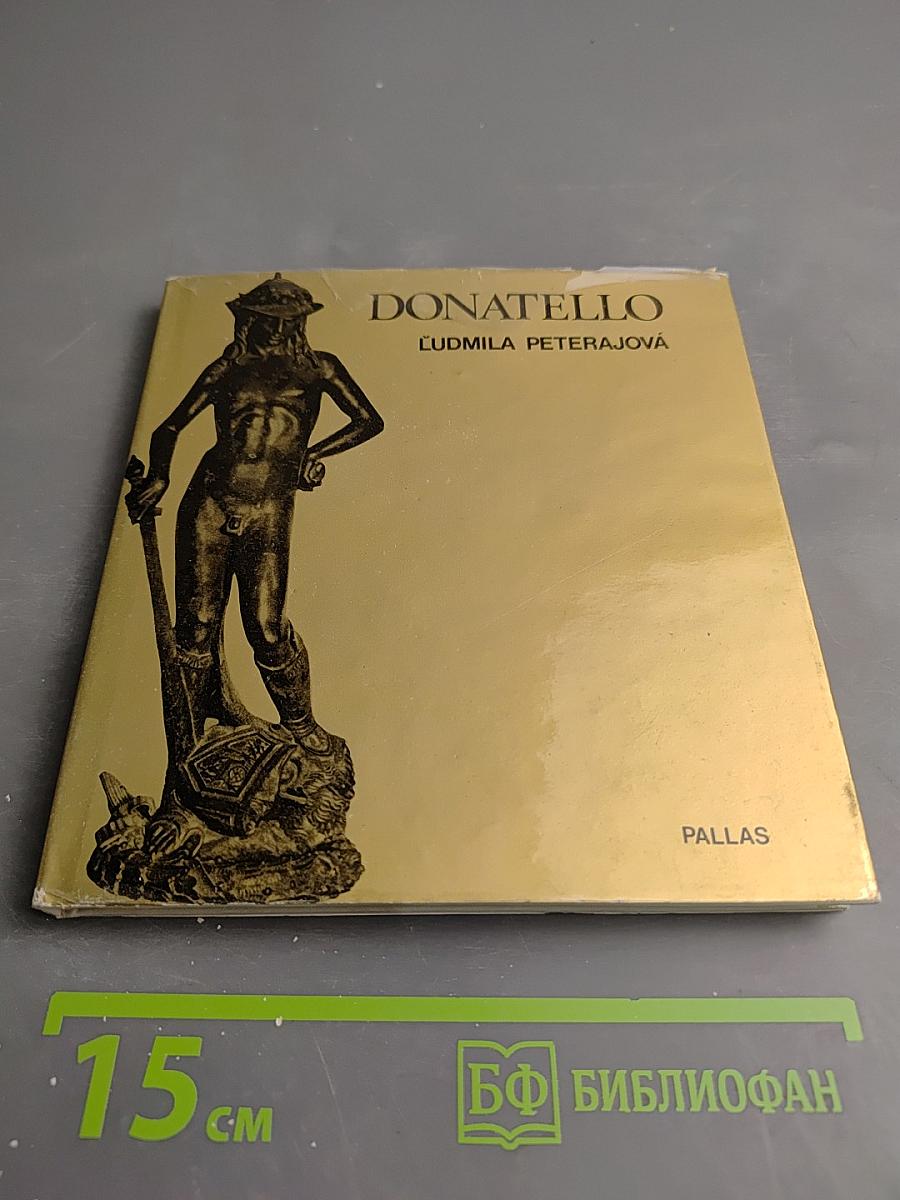 DONATELLO
ĽUDMILA PETERAJOVÁ
PALLAS
15 см
БФ БИБЛИОФАН